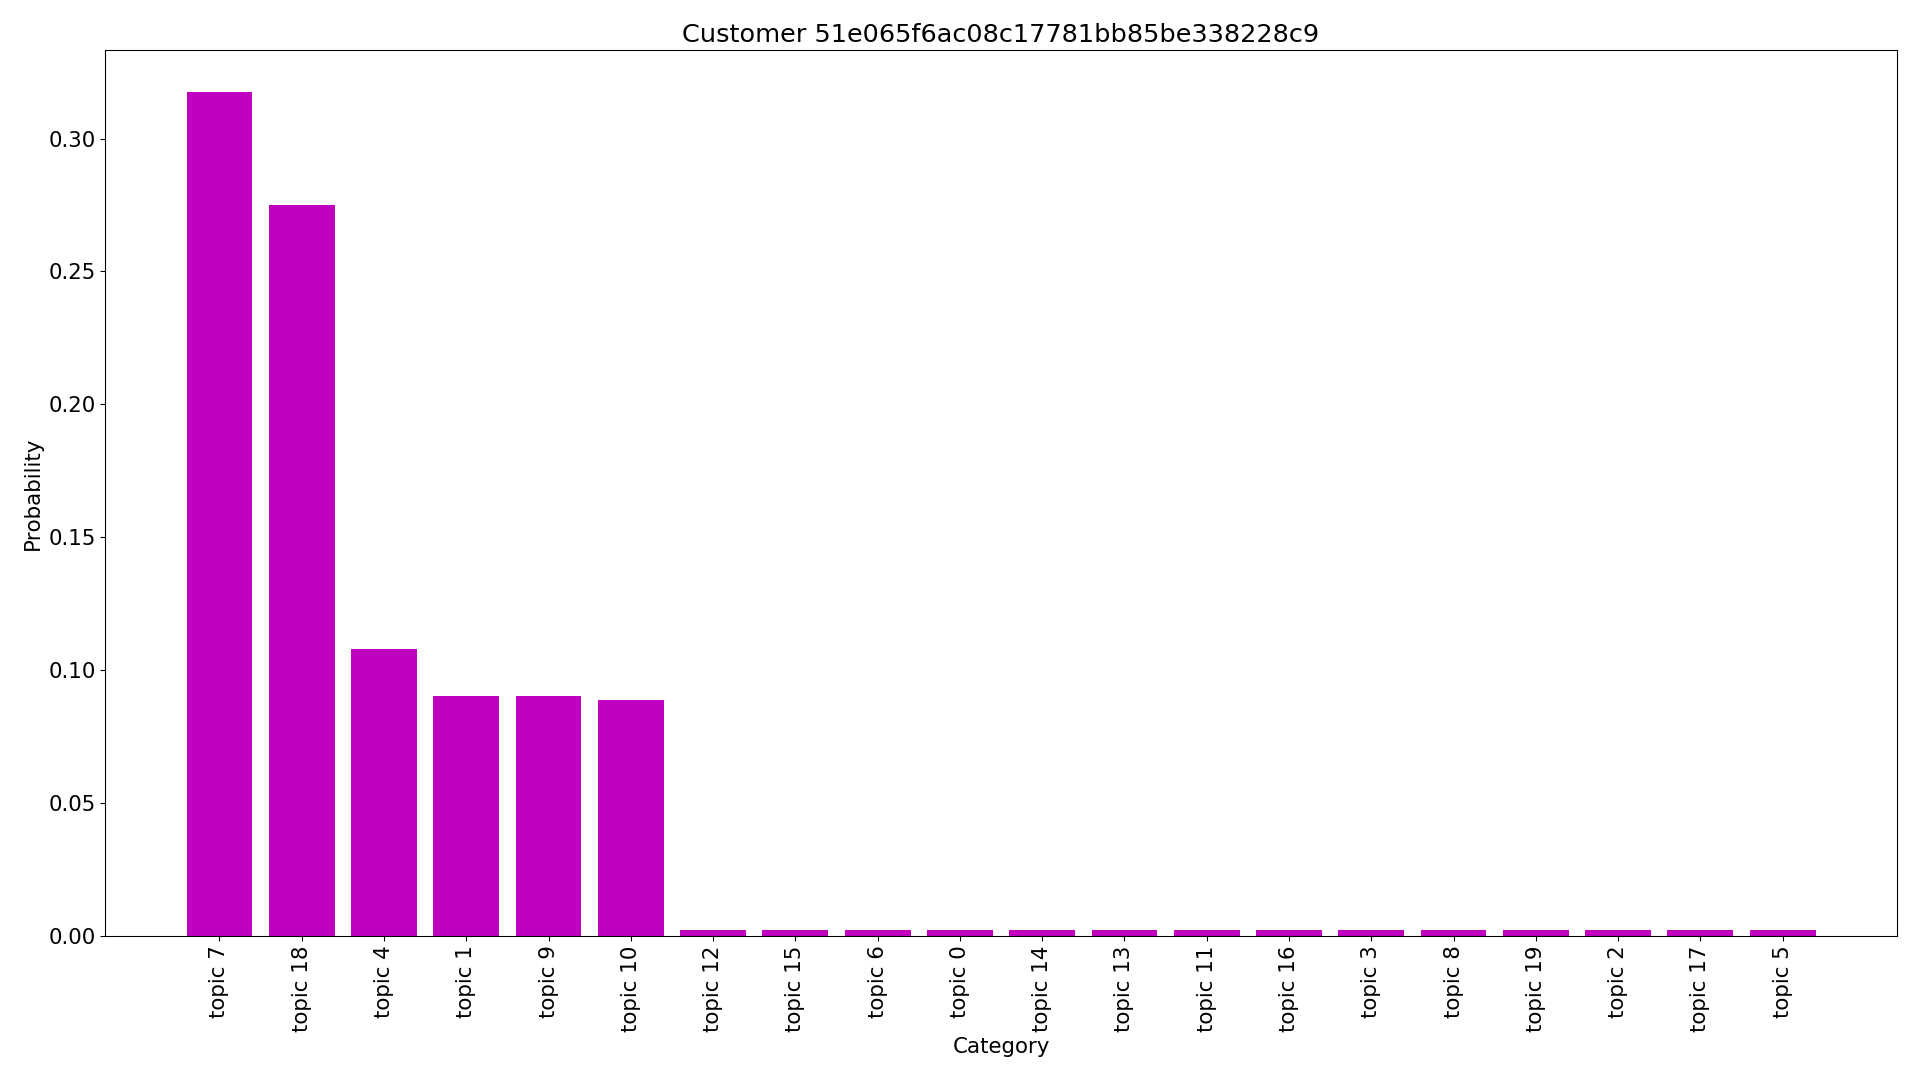 Customer 51e065f6ac08c17781bb85be338228c9
Probability
0.30
0.25
0.20
0.15
0.10
0.05
0.00
topic 7
topic 18
topic 4
topic 1
topic 9
topic 10
topic 12
topic 15
topic 6
topic 0
topic 14
topic 13
topic 11
topic 16
topic 3
topic 8
topic 19
topic 2
topic 17
topic 5
Category